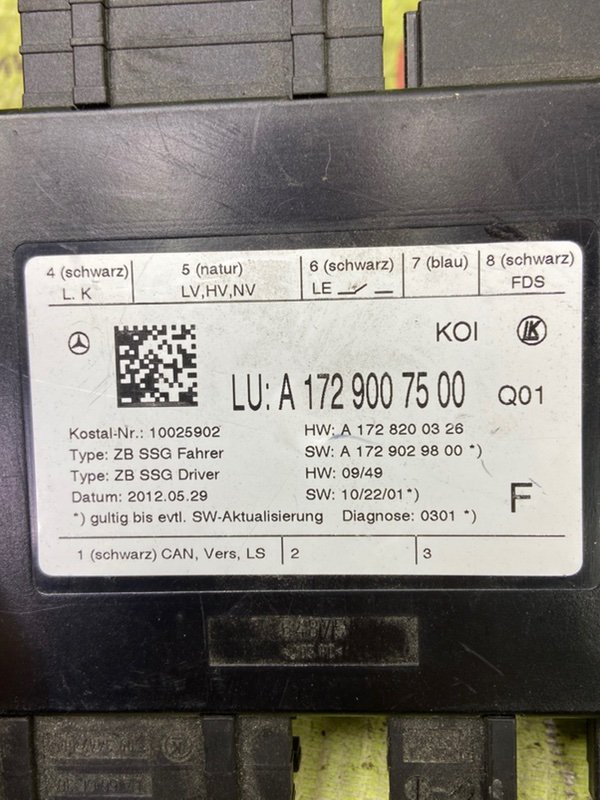 4 (schwarz) 5 (natur) 6 (schwarz) 7 (blau) 8 (schwarz)
L. K LV,HV,NV LE FDS
KOI LK
LU: A 172 900 75 00 Q01
Kostal-Nr.: 10025902 HW: A 172 820 03 26
Type: ZB SSG Fahrer SW: A 172 902 98 00 *)
Type: ZB SSG Driver HW: 09/49
Datum: 2012.05.29 SW: 10/22/01 *) F
*) gultig bis evtl. SW-Aktualisierung Diagnose: 0301 *)
1 (schwarz) CAN, Vers, LS 2 3